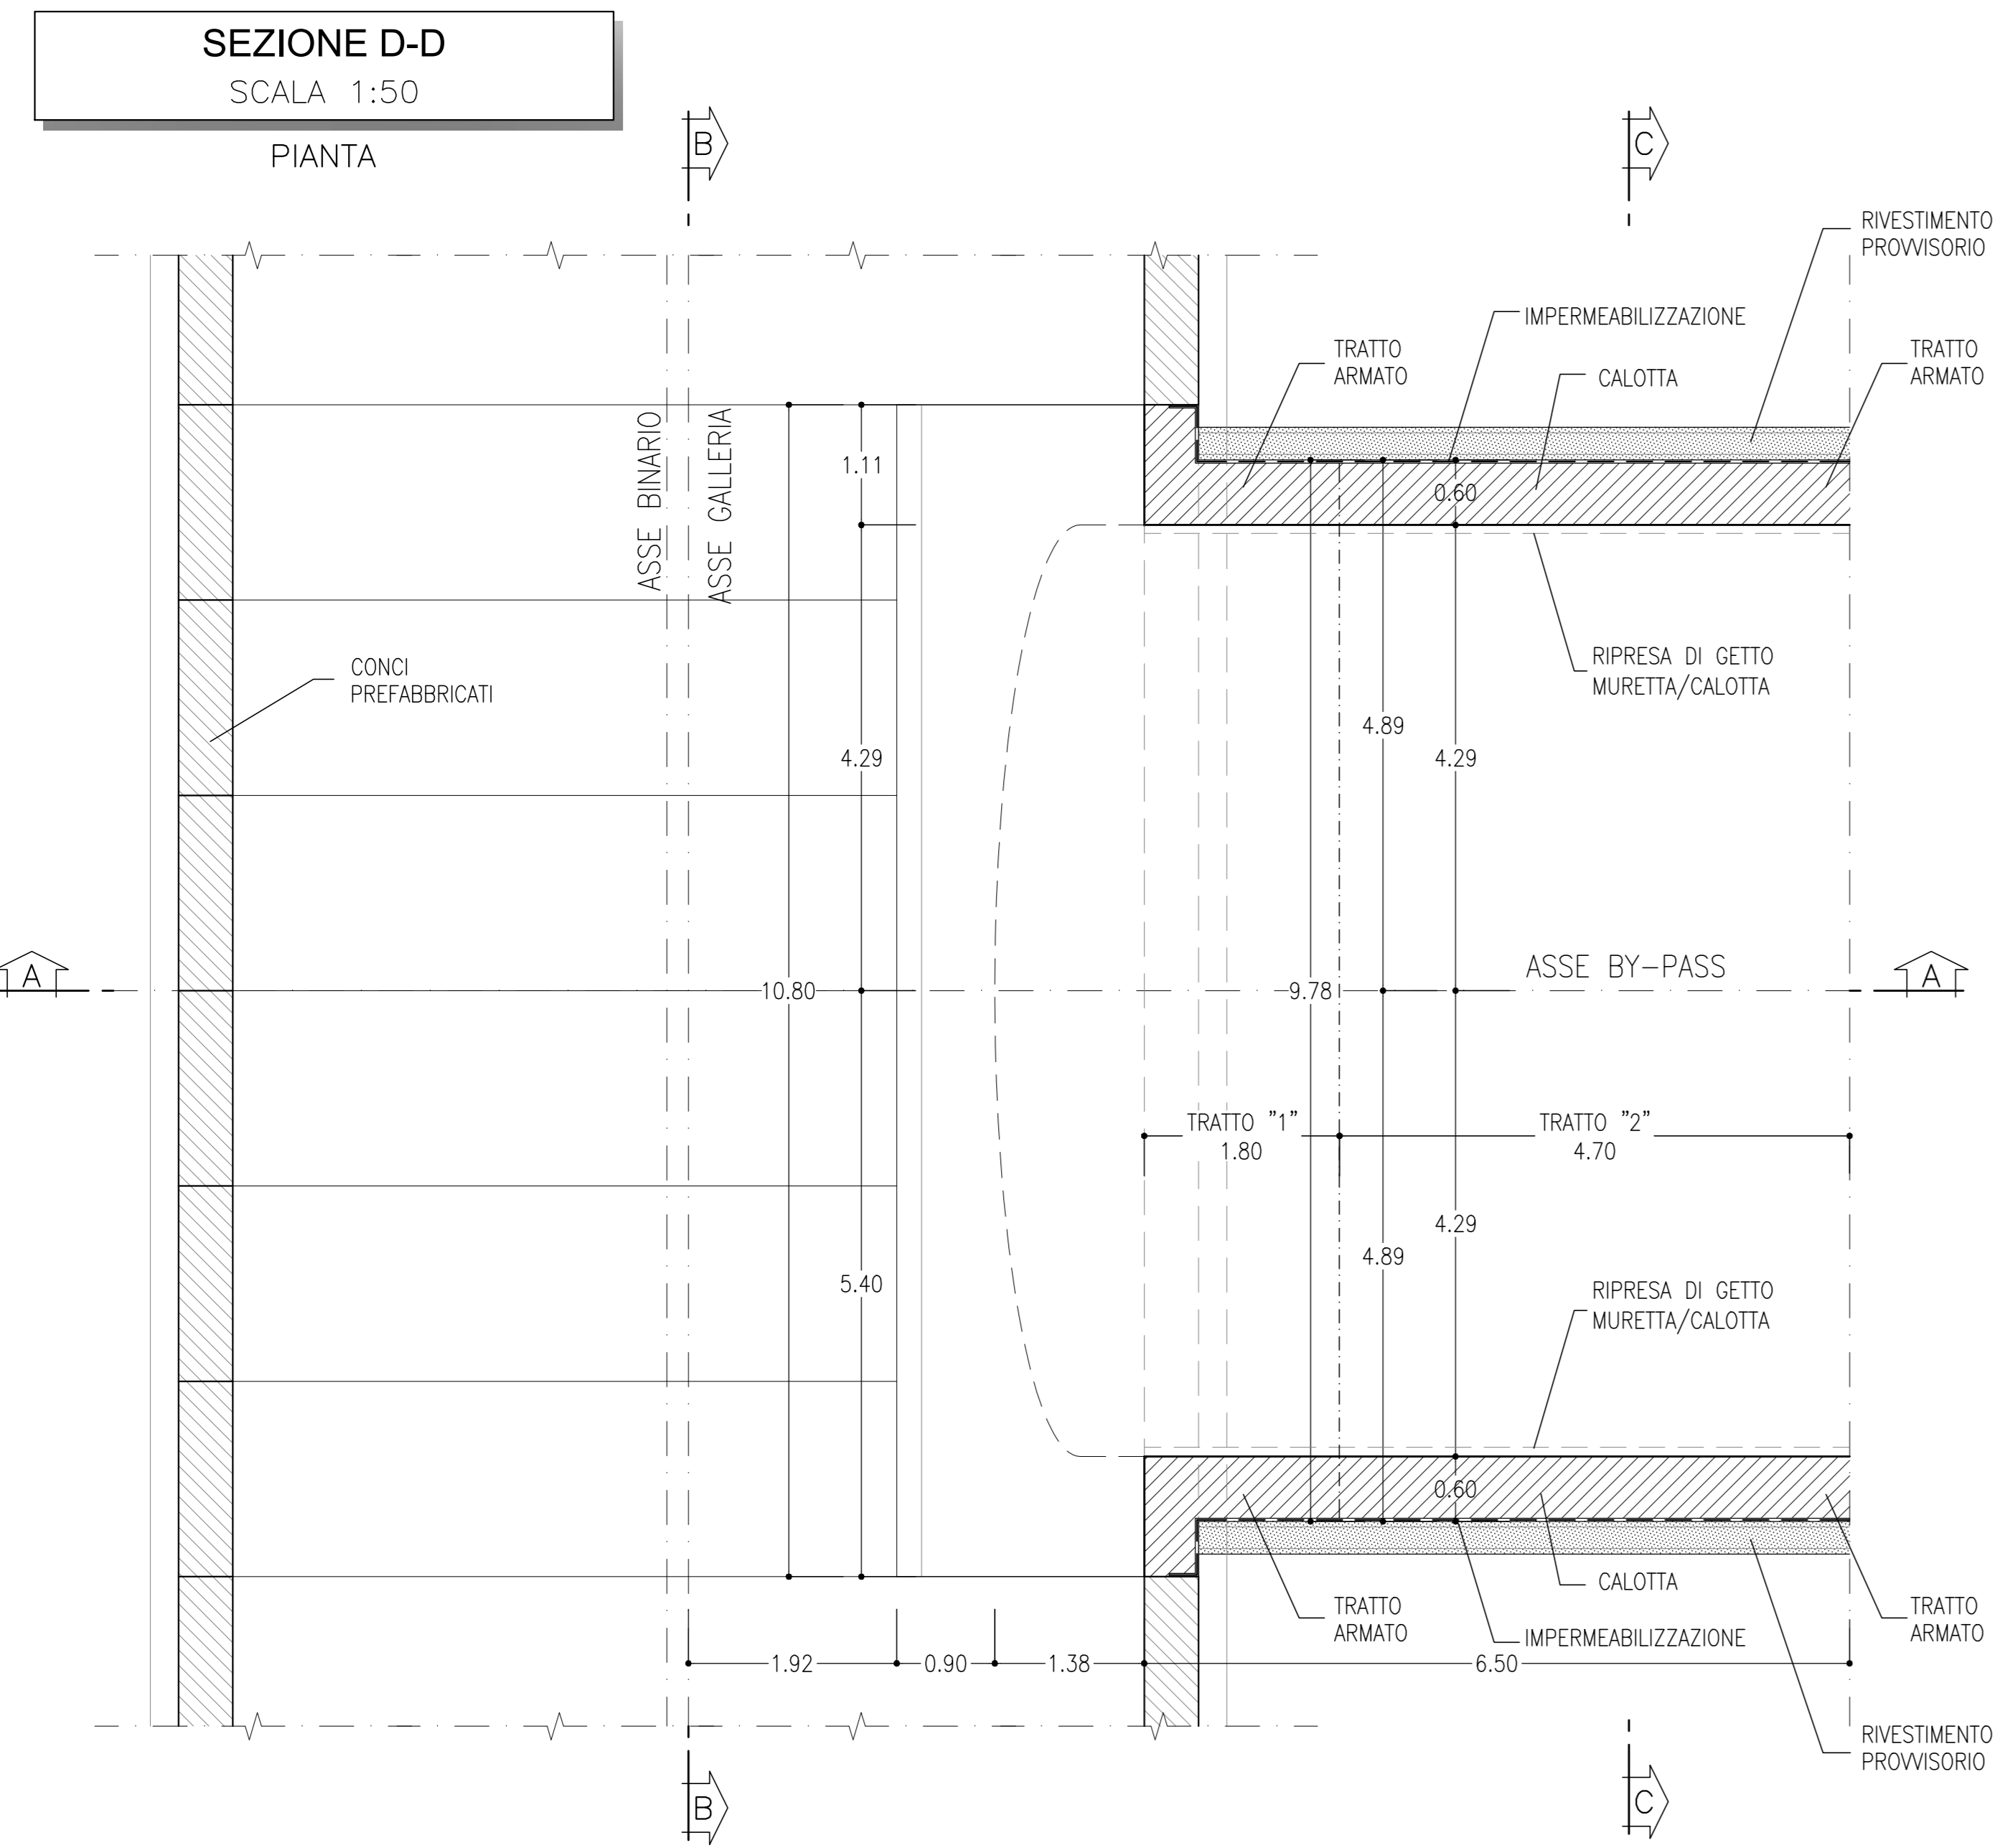 SEZIONE D-D
SCALA 1:50
PIANTA
B
C
RIVESTIMENTO
PROVVISORIO
IMPERMEABILIZZAZIONE
TRATTO
ARMATO
CALOTTA
TRATTO
ARMATO
ASSE BINARIO
ASSE GALLERIA
1.11
0.60
CONCI
PREFABBRICATI
RIPRESA DI GETTO
MURETTA/CALOTTA
4.29
4.89
4.29
A
ASSE BY-PASS
A
10.80
9.78
TRATTO "1"
1.80
TRATTO "2"
4.70
5.40
4.89
4.29
RIPRESA DI GETTO
MURETTA/CALOTTA
0.60
CALOTTA
TRATTO
ARMATO
TRATTO
ARMATO
IMPERMEABILIZZAZIONE
1.92
0.90
1.38
6.50
RIVESTIMENTO
PROVVISORIO
B
C